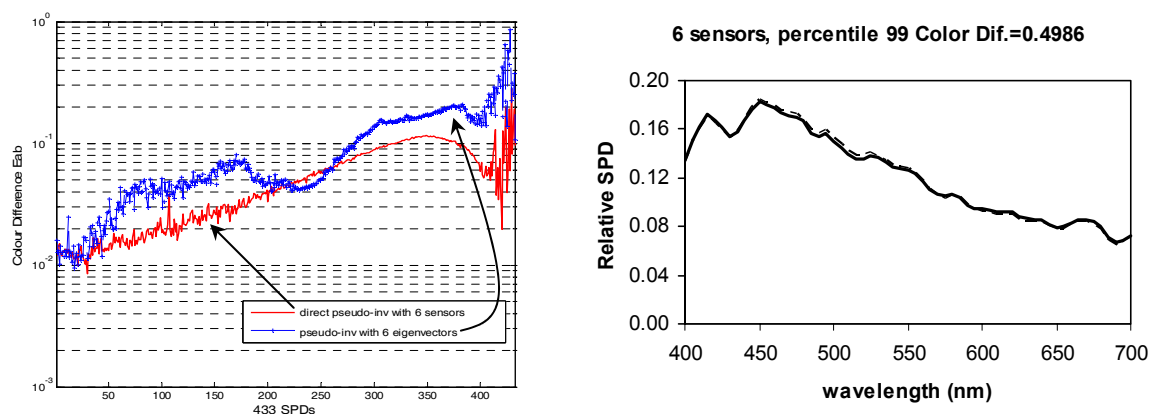 10^0
10^-1
10^-2
10^-3
Colour Difference Eab
direct pseudo-inv with 6 sensors
pseudo-inv with 6 eigenvectors
50 100 150 200 250 300 350 400
433 SPDs
6 sensors, percentile 99 Color Dif.=0.4986
0.20
0.16
0.12
0.08
0.04
0.00
Relative SPD
400 450 500 550 600 650 700
wavelength (nm)